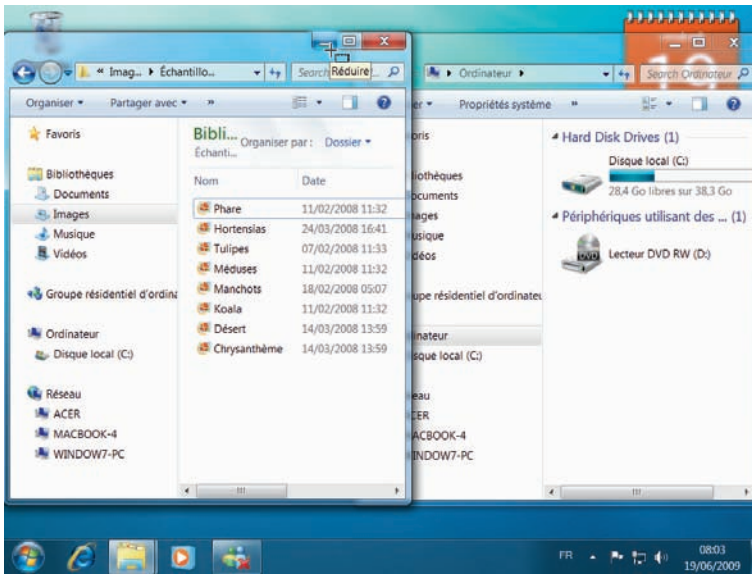 « Imag... Échantillo... Search Réduire
Organiser Partager avec »
Favoris
Bibliothèques
Documents
Images
Musique
Vidéos
Groupe résidentiel d'ordina
Ordinateur
Disque local (C:)
Réseau
ACER
MACBOOK-4
WINDOW7-PC
Bibli...
Échanti...
Organiser par : Dossier
Nom Date
Phare 11/02/2008 11:32
Hortensias 24/03/2008 16:41
Tulipes 07/02/2008 11:33
Méduses 11/02/2008 11:32
Manchots 18/02/2008 05:07
Koala 11/02/2008 11:32
Désert 14/03/2008 13:59
Chrysanthème 14/03/2008 13:59
19
Ordinateur Search Ordinateur
er Propriétés système »
oris
liothèques
ocuments
ages
usique
déos
upe résidentiel d'ordinateu
inateur
sque local (C:)
eau
CER
ACBOOK-4
INDOW7-PC
Hard Disk Drives (1)
Disque local (C:)
28,4 Go libres sur 38,3 Go
Périphériques utilisant des ... (1)
DVD
Lecteur DVD RW (D:)
FR
08:03
19/06/2009